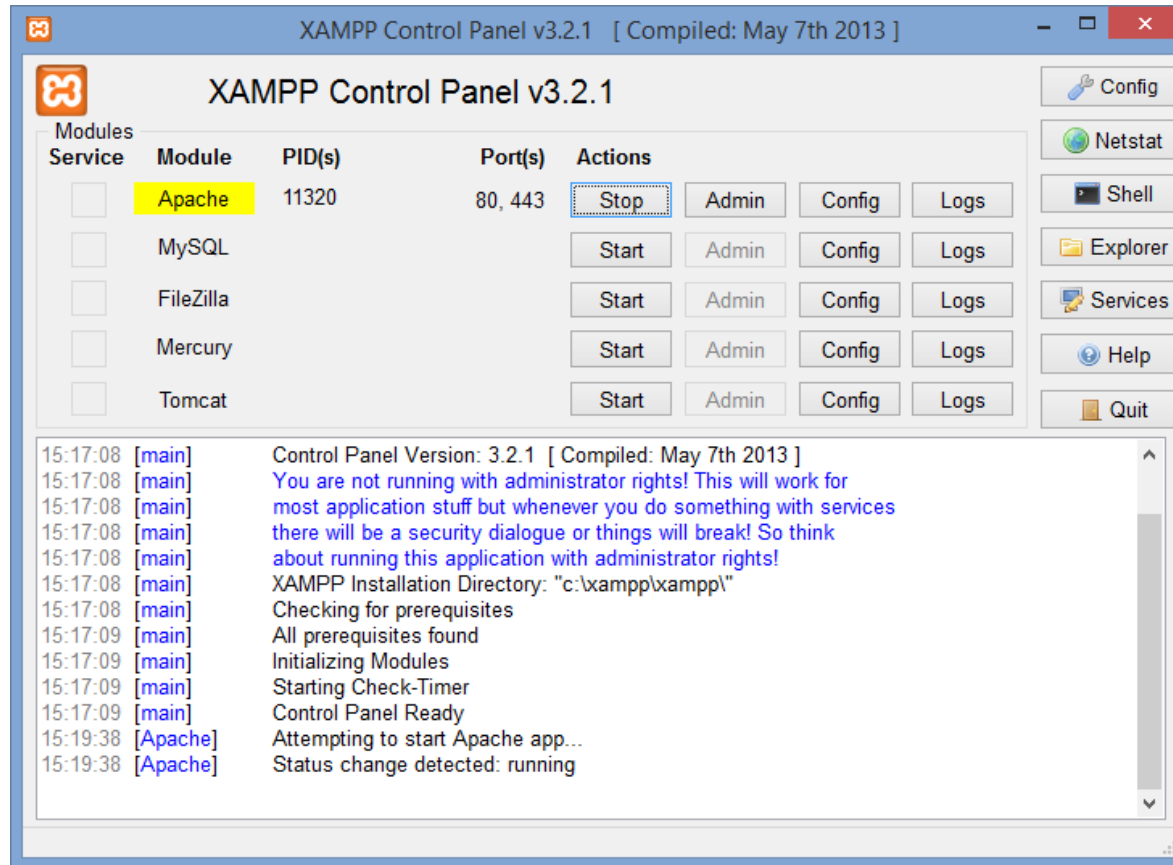 XAMPP Control Panel v3.2.1 [ Compiled: May 7th 2013 ]
XAMPP Control Panel v3.2.1
Config
Modules
Netstat
Service Module PID(s) Port(s) Actions
Apache 11320 80, 443 Stop Admin Config Logs
Shell
MySQL Start Admin Config Logs
Explorer
FileZilla Start Admin Config Logs
Services
Mercury Start Admin Config Logs
Help
Tomcat Start Admin Config Logs
Quit
15:17:08 [main] Control Panel Version: 3.2.1 [ Compiled: May 7th 2013 ]
15:17:08 [main] You are not running with administrator rights! This will work for
15:17:08 [main] most application stuff but whenever you do something with services
15:17:08 [main] there will be a security dialogue or things will break! So think
15:17:08 [main] about running this application with administrator rights!
15:17:08 [main] XAMPP Installation Directory: "c:\xampp\xampp\"
15:17:08 [main] Checking for prerequisites
15:17:09 [main] All prerequisites found
15:17:09 [main] Initializing Modules
15:17:09 [main] Starting Check-Timer
15:17:09 [main] Control Panel Ready
15:19:38 [Apache] Attempting to start Apache app...
15:19:38 [Apache] Status change detected: running